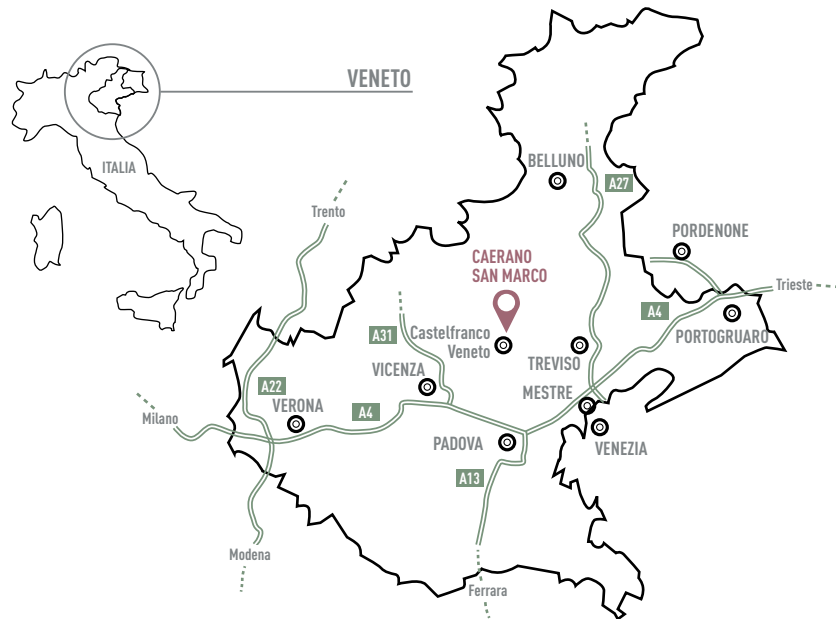 VENETO
ITALIA
Trento
BELLUNO
A27
PORDENONE
CAERANO
SAN MARCO
Trieste
A4
PORTOGRUARO
A31
Castelfranco
Veneto
TREVISO
VICENZA
A22
MESTRE
VERONA
A4
Milano
PADOVA
VENEZIA
A13
Modena
Ferrara